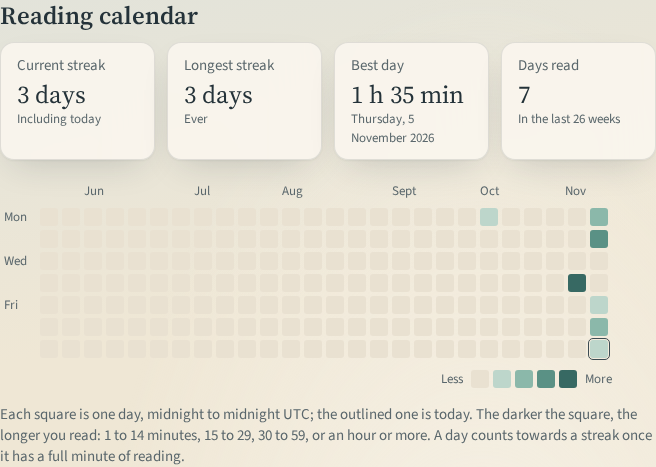 Reading calendar
Current streak
3 days
Including today
Longest streak
3 days
Ever
Best day
1 h 35 min
Thursday, 5
November 2026
Days read
7
In the last 26 weeks
Jun Jul Aug Sept Oct Nov
Mon
Wed
Fri
Less More
Each square is one day, midnight to midnight UTC; the outlined one is today. The darker the square, the
longer you read: 1 to 14 minutes, 15 to 29, 30 to 59, or an hour or more. A day counts towards a streak once
it has a full minute of reading.